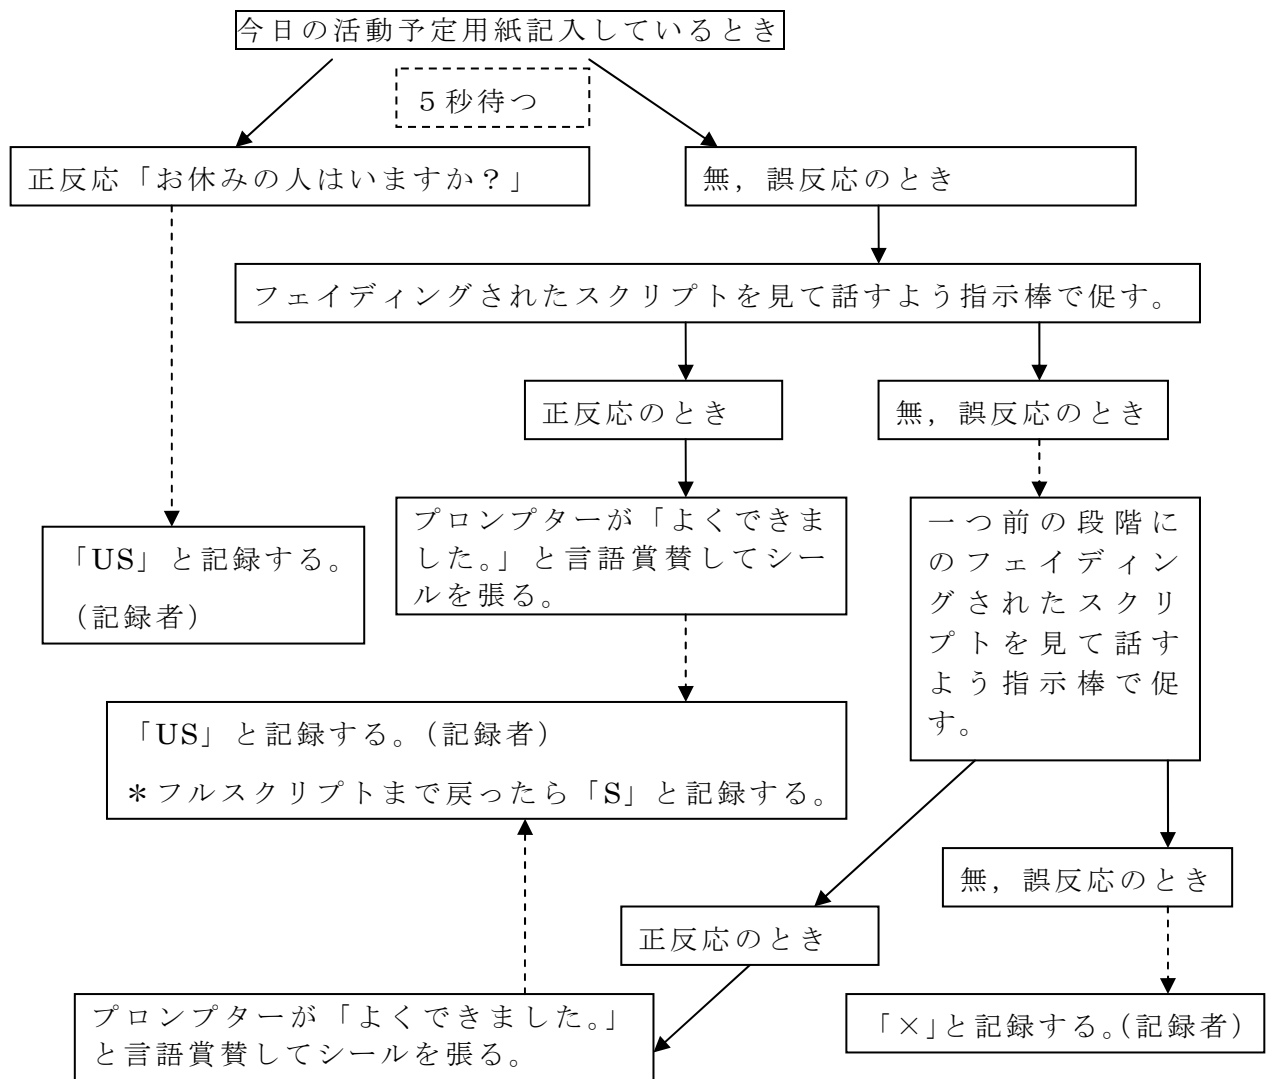 今日の活動予定用紙記入しているとき
5秒待つ
正反応「お休みの人はいますか？」
無，誤反応のとき
フェイディングされたスクリプトを見て話すよう指示棒で促す。
正反応のとき
無，誤反応のとき
プロンプターが「よくできま
した。」と言語賞賛してシー
ルを張る。
一つ前の段階に
のフェイディン
グされたスクリ
プトを見て話す
よう指示棒で促
す。
「US」と記録する。
（記録者）
「US」と記録する。（記録者）
＊フルスクリプトまで戻ったら「S」と記録する。
無，誤反応のとき
正反応のとき
プロンプターが「よくできました。」
と言語賞賛してシールを張る。
「×」と記録する。（記録者）